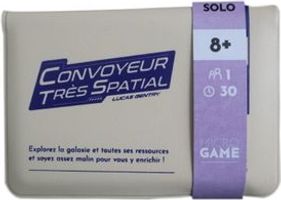 SOLO
CONVOYEUR
TRÈS SPATIAL
LUCAS GENTRY
Explorez la galaxie et toutes ses ressources
et soyez assez malin pour vous y enrichir !
8+
1
30
MICRO
GAME